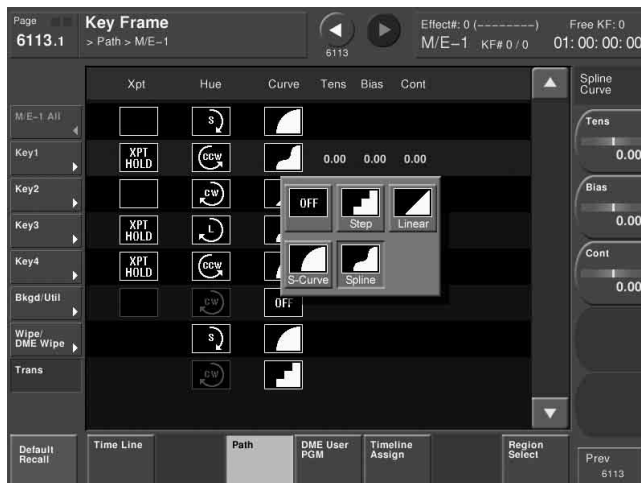 Page
6113.1
Key Frame
> Path > M/E-1
6113
Effect#: 0 (--------)
Free KF: 0
M/E-1 KF# 0 / 0
01: 00: 00: 00
Xpt Hue Curve Tens Bias Cont
Spline
Curve
M/E-1 All
S
Tens
0.00
Key1
XPT
HOLD
CCW
0.00 0.00 0.00
Key2
CW
OFF
Step
Linear
Bias
0.00
Key3
XPT
HOLD
L
Key4
XPT
HOLD
CCW
S-Curve
Spline
Cont
0.00
Bkgd/Util
CW
OFF
Wipe/
DME Wipe
S
Trans
CW
Default
Recall
Time Line
Path
DME User
PGM
Timeline
Assign
Region
Select
Prev
6113